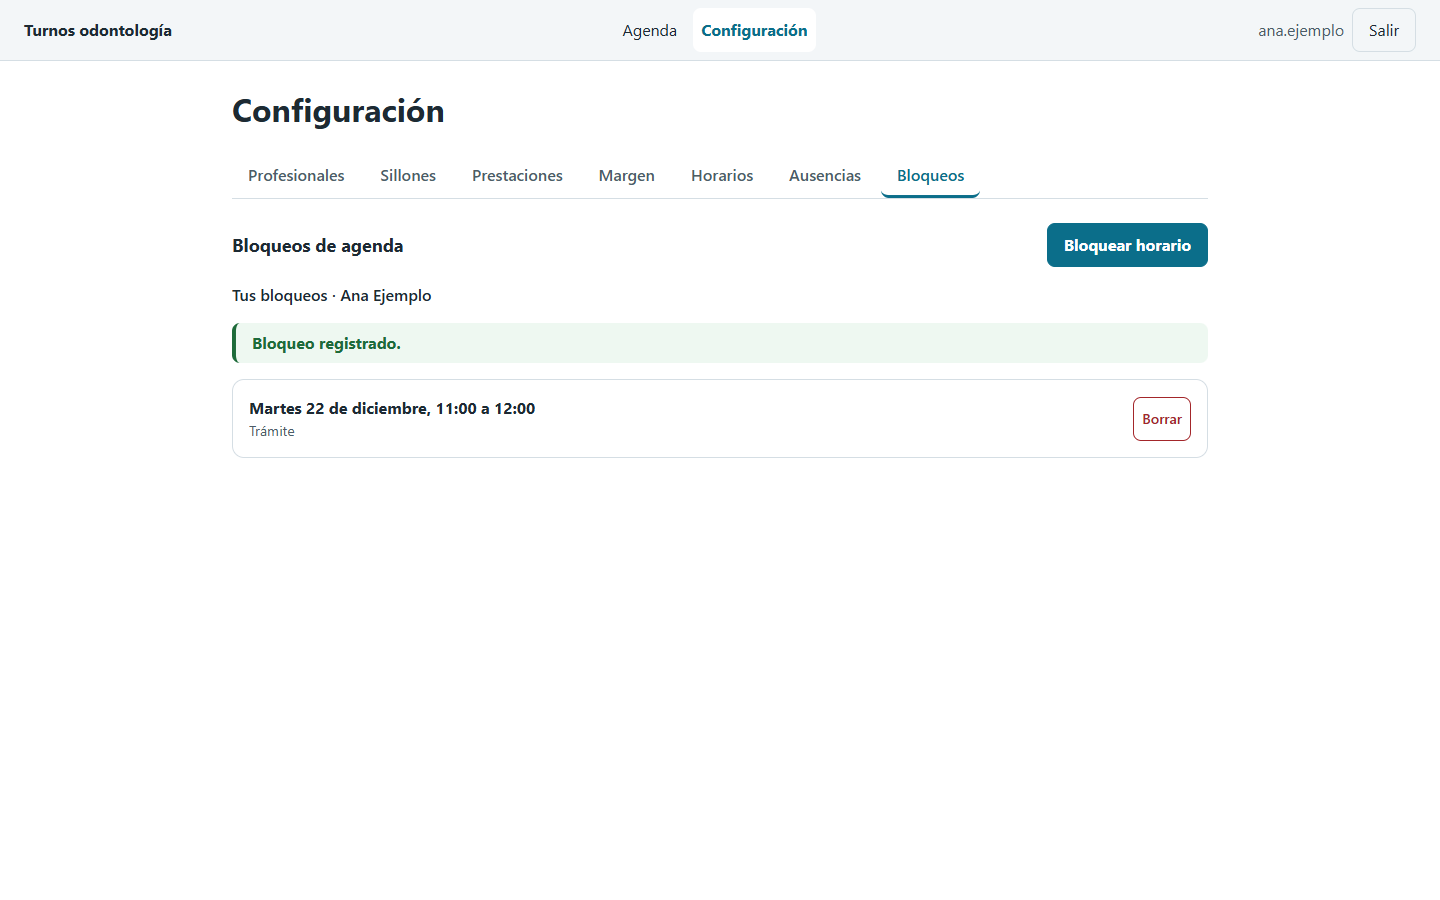 Turnos odontología
Agenda
Configuración
ana.ejemplo
Salir
Configuración
Profesionales
Sillones
Prestaciones
Margen
Horarios
Ausencias
Bloqueos
Bloqueos de agenda
Bloquear horario
Tus bloqueos · Ana Ejemplo
Bloqueo registrado.
Martes 22 de diciembre, 11:00 a 12:00
Trámite
Borrar